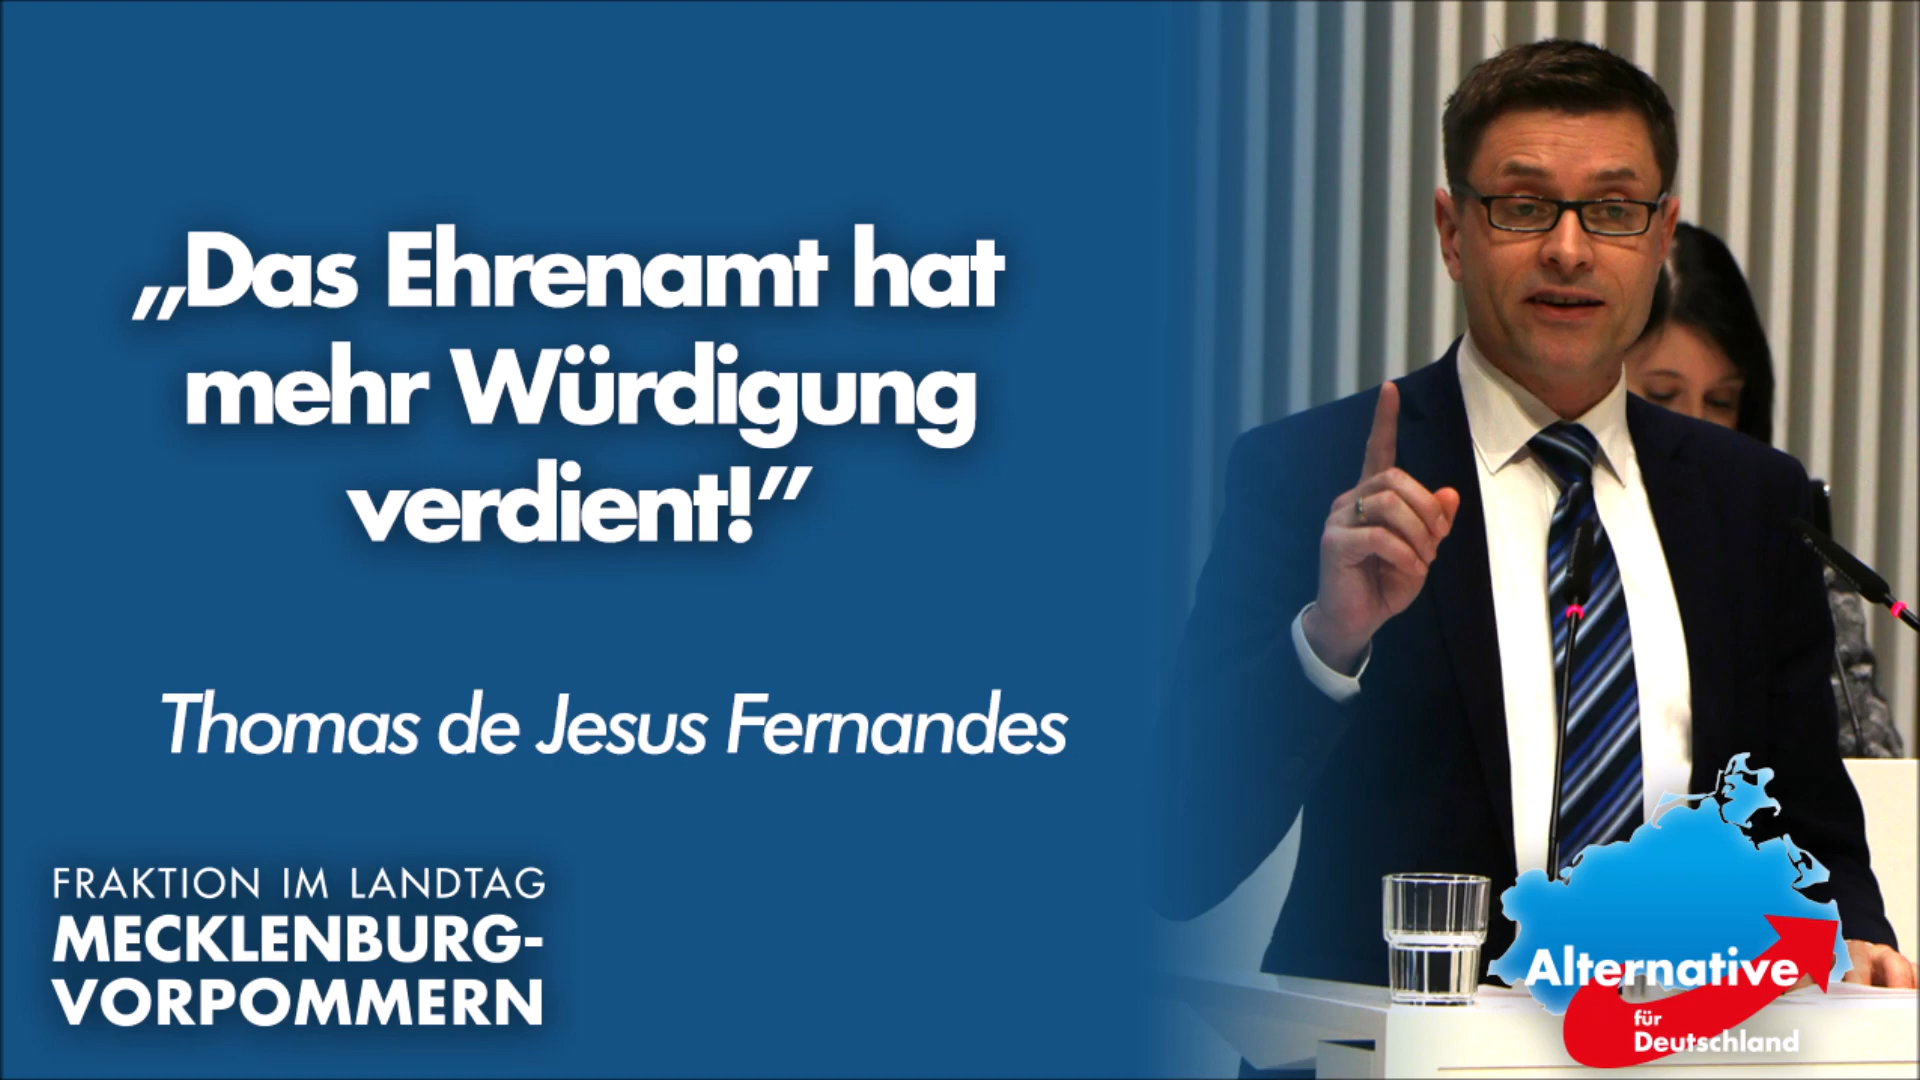 „Das Ehrenamt hat
mehr Würdigung
verdient!”
Thomas de Jesus Fernandes
FRAKTION IM LANDTAG
MECKLENBURG-
VORPOMMERN
Alternative
für
Deutschland